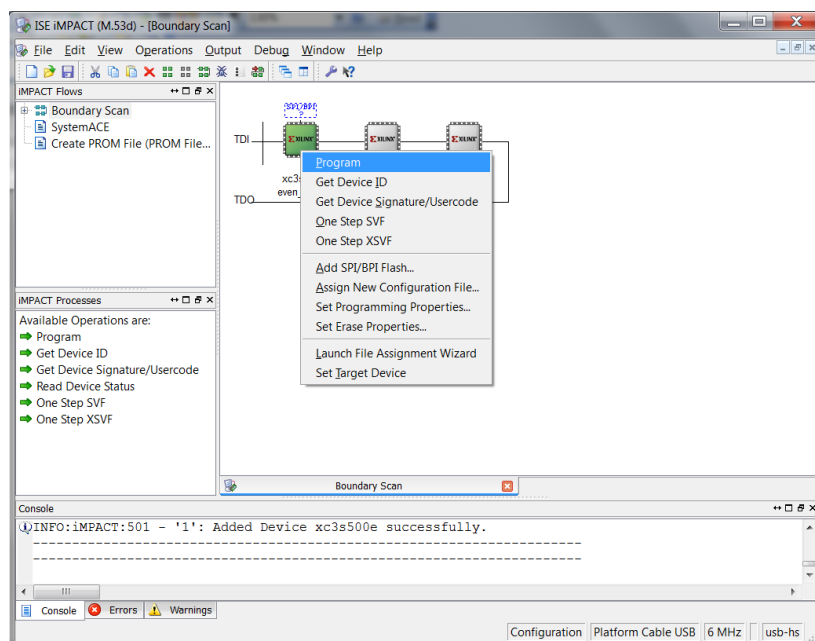 ISE iMPACT (M.53d) - [Boundary Scan]
File Edit View Operations Output Debug Window Help
iMPACT Flows
Boundary Scan
SystemACE
Create PROM File (PROM File...
SPI/BPI
?
TDI
XILINX
XILINX
XILINX
TDO
Program
Get Device ID
Get Device Signature/Usercode
One Step SVF
One Step XSVF
Add SPI/BPI Flash...
Assign New Configuration File...
Set Programming Properties...
Set Erase Properties...
Launch File Assignment Wizard
Set Target Device
iMPACT Processes
Available Operations are:
Program
Get Device ID
Get Device Signature/Usercode
Read Device Status
One Step SVF
One Step XSVF
Boundary Scan
Console
INFO:iMPACT:501 - '1': Added Device xc3s500e successfully.
----------------------------------------------------------------------
----------------------------------------------------------------------
Console Errors Warnings
Configuration Platform Cable USB 6 MHz usb-hs